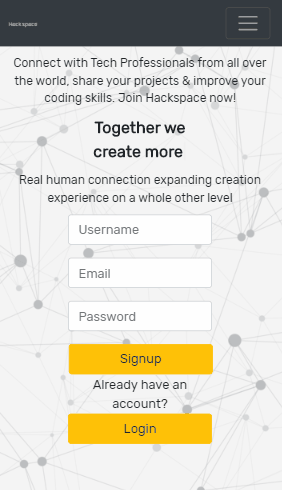 Hackspace
Connect with Tech Professionals from all over
the world, share your projects & improve your
coding skills. Join Hackspace now!
Together we
create more
Real human connection expanding creation
experience on a whole other level
Username
Email
Password
Signup
Already have an
account?
Login